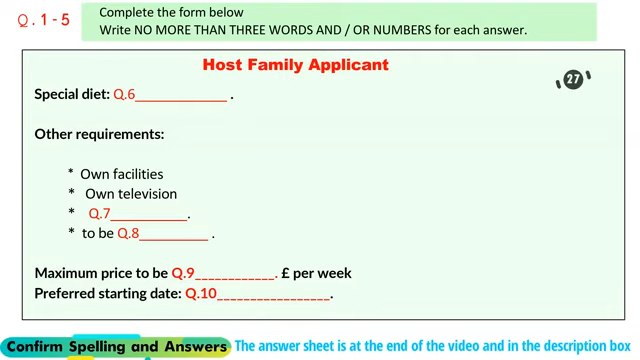 Q.1-5
Complete the form below
Write NO MORE THAN THREE WORDS AND / OR NUMBERS for each answer.
Host Family Applicant
27
Special diet: Q.6_____________ .
Other requirements:
* Own facilities
* Own television
* Q.7___________.
* to be Q.8__________ .
Maximum price to be Q.9____________. £ per week
Preferred starting date: Q.10_________________.
Confirm Spelling and Answers
The answer sheet is at the end of the video and in the description box